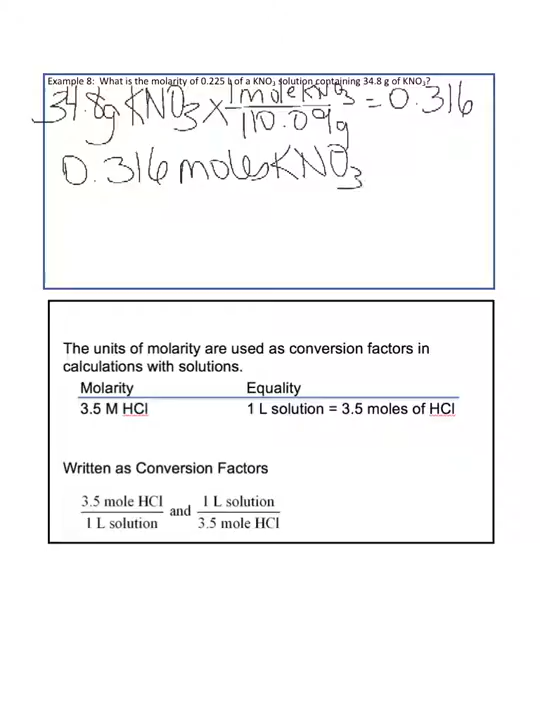 Example 8: What is the molarity of 0.225 L of a KNO₃ solution containing 34.8 g of KNO₃?
34.8g KNO₃ × 1 mole KNO₃ / 110.09g = 0.316
0.316 moles KNO₃
The units of molarity are used as conversion factors in
calculations with solutions.
Molarity Equality
3.5 M HCl 1 L solution = 3.5 moles of HCl
Written as Conversion Factors
3.5 mole HCl / 1 L solution and 1 L solution / 3.5 mole HCl